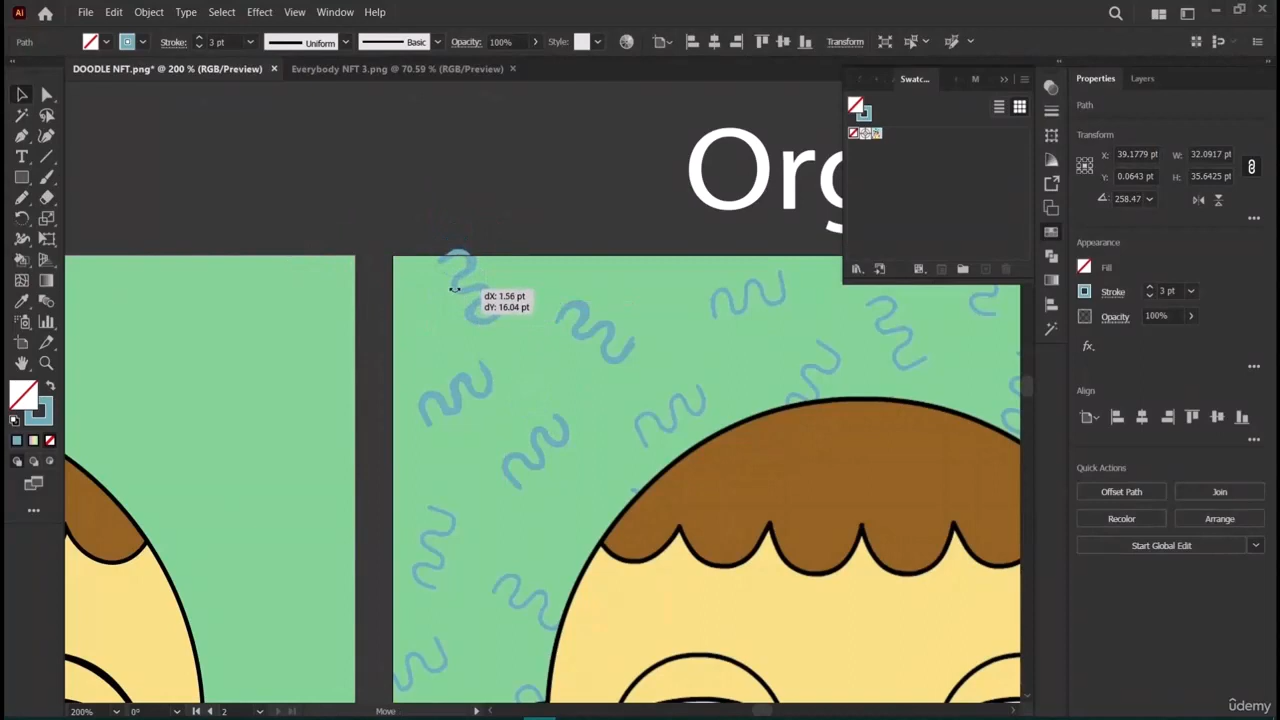 Ai File Edit Object Type Select Effect View Window Help
Path Stroke: 3 pt Uniform Basic Opacity: 100% Style: Transform
DOODLE NFT.png* @ 200 % (RGB/Preview) × Everybody NFT 3.png @ 70.59 % (RGB/Preview) ×
Swatc... M
Properties Layers
Path
Transform
X: 39.1779 pt W: 32.0917 pt
Y: 0.0643 pt H: 35.6425 pt
258.47
Org
dX: 1.56 pt
dY: 16.04 pt
Appearance
Fill
Stroke 3 pt
Opacity 100%
fx.
Align
Quick Actions
Offset Path Join
Recolor Arrange
Start Global Edit
200% 0° 2 Move
ûdemy